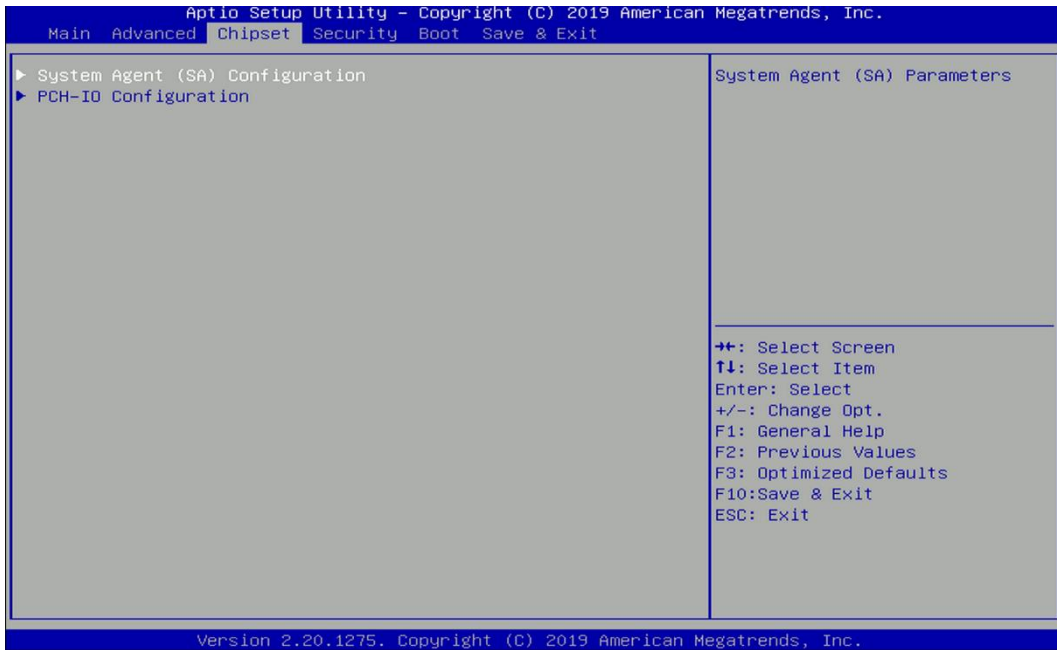 Aptio Setup Utility – Copyright (C) 2019 American Megatrends, Inc.
Main Advanced Chipset Security Boot Save & Exit
▶ System Agent (SA) Configuration
▶ PCH-IO Configuration
System Agent (SA) Parameters
→←: Select Screen
↑↓: Select Item
Enter: Select
+/-: Change Opt.
F1: General Help
F2: Previous Values
F3: Optimized Defaults
F10:Save & Exit
ESC: Exit
Version 2.20.1275. Copyright (C) 2019 American Megatrends, Inc.